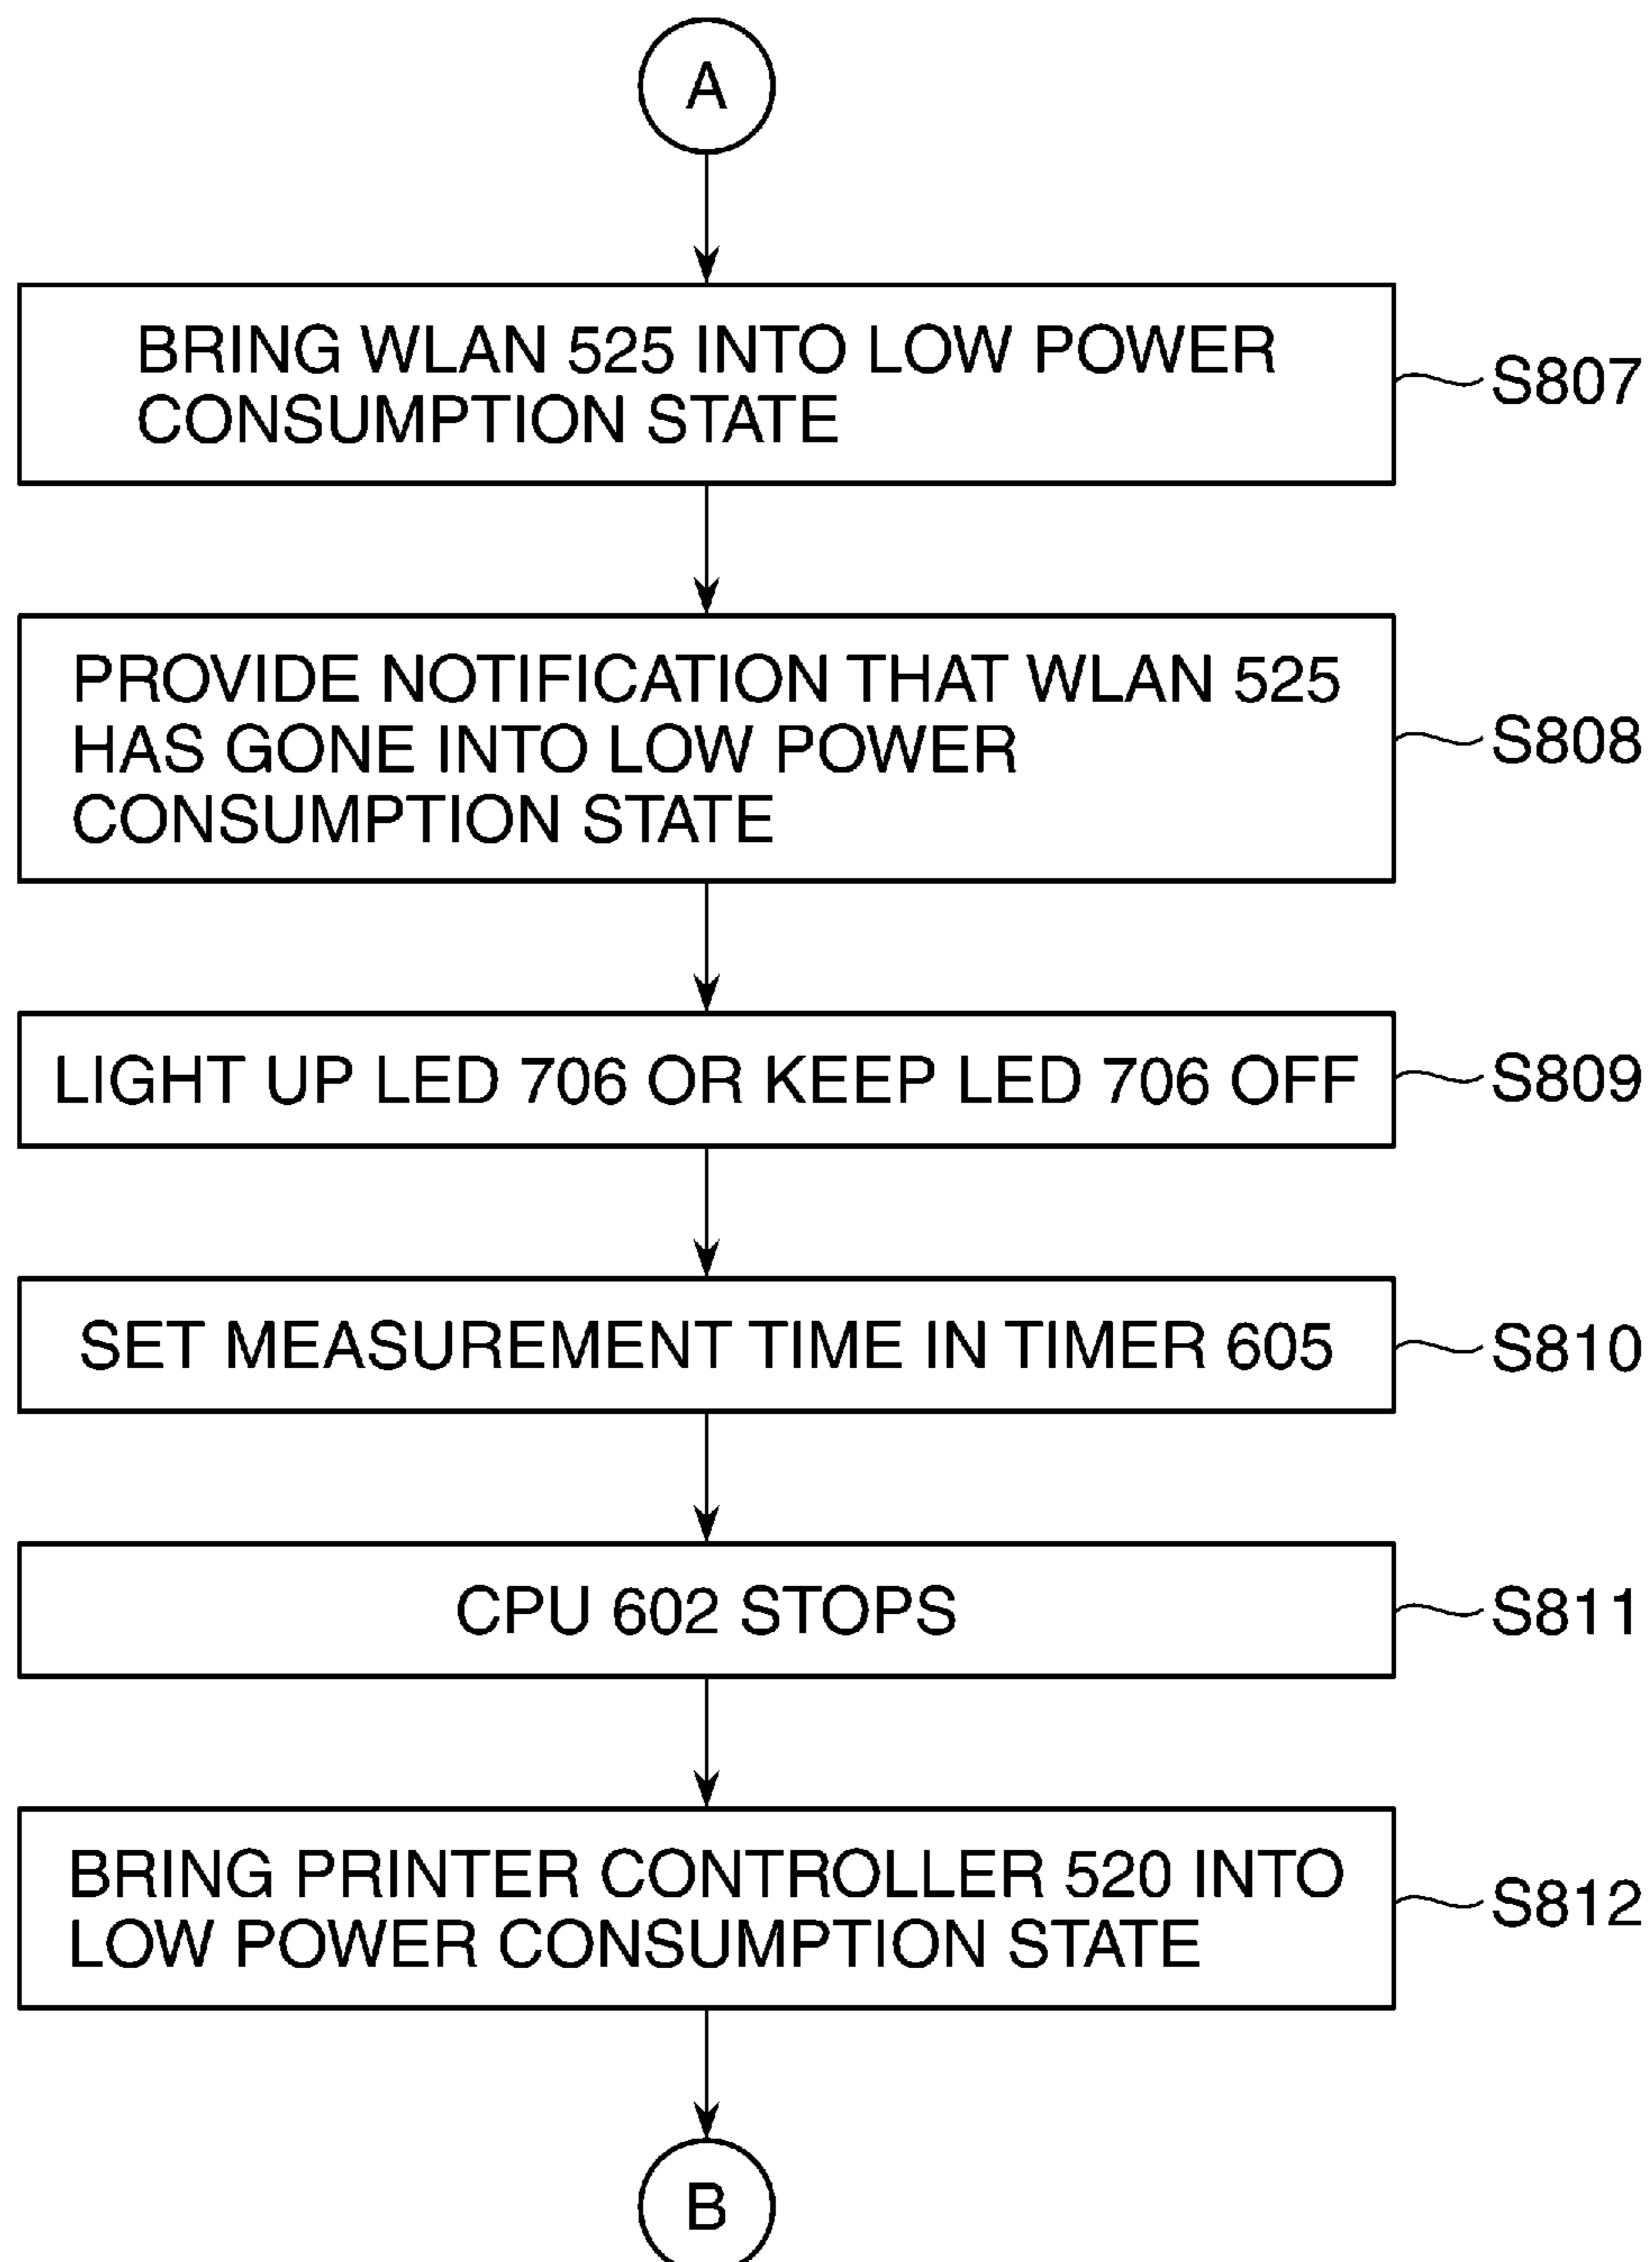 A
BRING WLAN 525 INTO LOW POWER
CONSUMPTION STATE
S807
PROVIDE NOTIFICATION THAT WLAN 525
HAS GONE INTO LOW POWER
CONSUMPTION STATE
S808
LIGHT UP LED 706 OR KEEP LED 706 OFF
S809
SET MEASUREMENT TIME IN TIMER 605
S810
CPU 602 STOPS
S811
BRING PRINTER CONTROLLER 520 INTO
LOW POWER CONSUMPTION STATE
S812
B